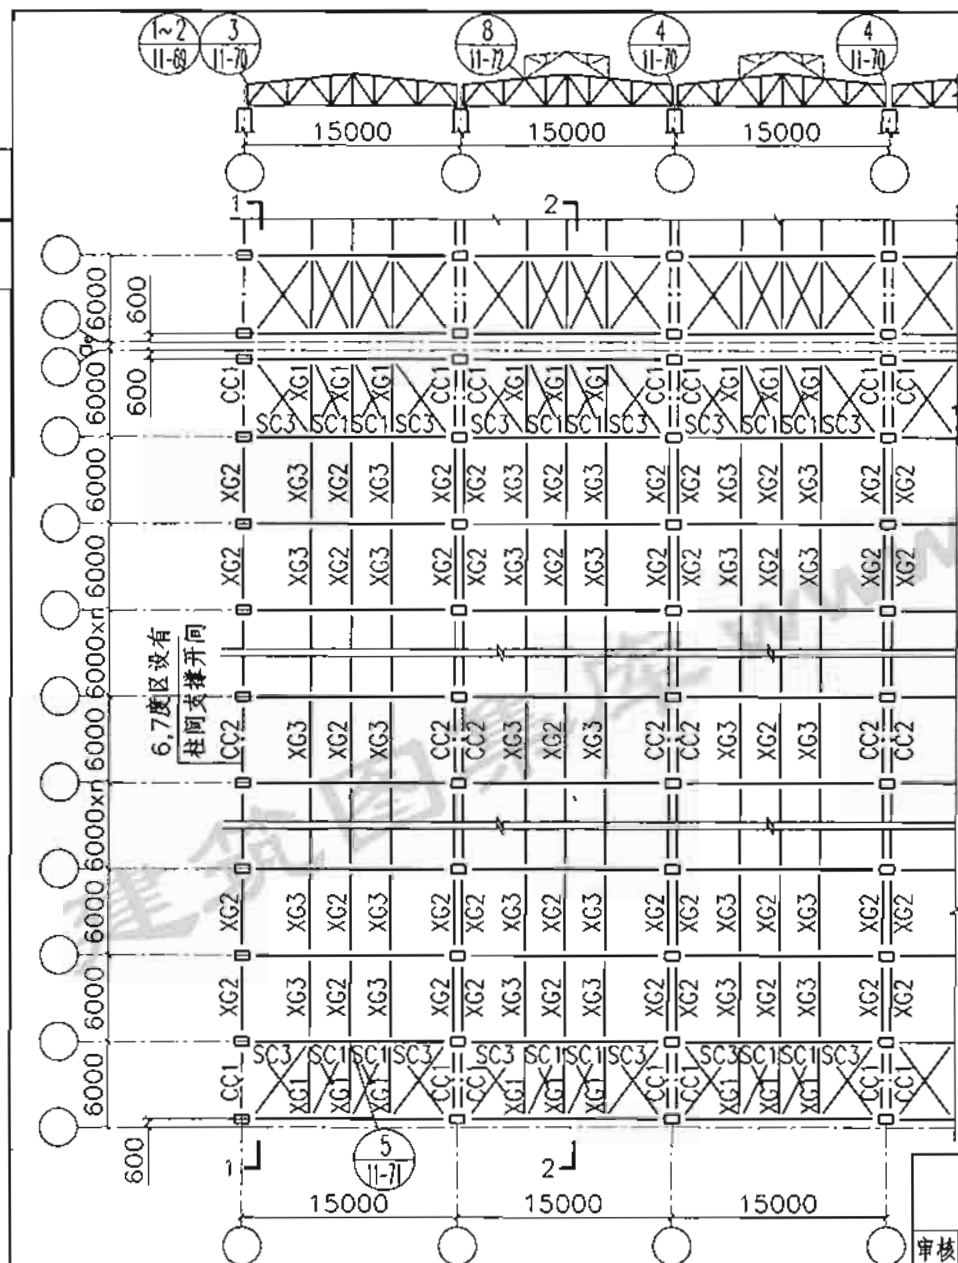 1~2 3 8 4 4
11-69 11-70 11-72 11-70 11-70
15000 15000 15000
1 2
6000 600
6000 600
CC1 XG1 XG1 CC1 CC1 XG1 XG1 CC1 CC1 XG1 XG1 CC1 CC1
SC3 SC1 SC1 SC3 SC3 SC1 SC1 SC3 SC3 SC1 SC1 SC3
6000
XG2 XG3 XG2 XG3 XG2 XG2 XG3 XG2 XG3 XG2 XG2 XG3 XG2 XG3 XG2 XG2
6000
XG2 XG3 XG2 XG3 XG2 XG2 XG3 XG2 XG3 XG2 XG2 XG3 XG2 XG3 XG2 XG2
6000xn
6,7度区设有
柱间支撑开间
6000
CC2 XG3 XG2 XG3 CC2 CC2 XG3 XG2 XG3 CC2 CC2 XG3 XG2 XG3 CC2 CC2
6000xn
建筑图集库 www
6000
XG2 XG3 XG2 XG3 XG2 XG2 XG3 XG2 XG3 XG2 XG2 XG3 XG2 XG3 XG2 XG2
6000
XG2 XG3 XG2 XG3 XG2 XG2 XG3 XG2 XG3 XG2 XG2 XG3 XG2 XG3 XG2 XG2
6000
SC3 SC1 SC1 SC3 SC3 SC1 SC1 SC3 SC3 SC1 SC1 SC3
CC1 XG1 XG1 XG1 CC1 CC1 XG1 XG1 XG1 CC1 CC1 XG1 XG1 XG1 CC1 CC1
600
1 2
5
11-71
15000 15000 15000
审核